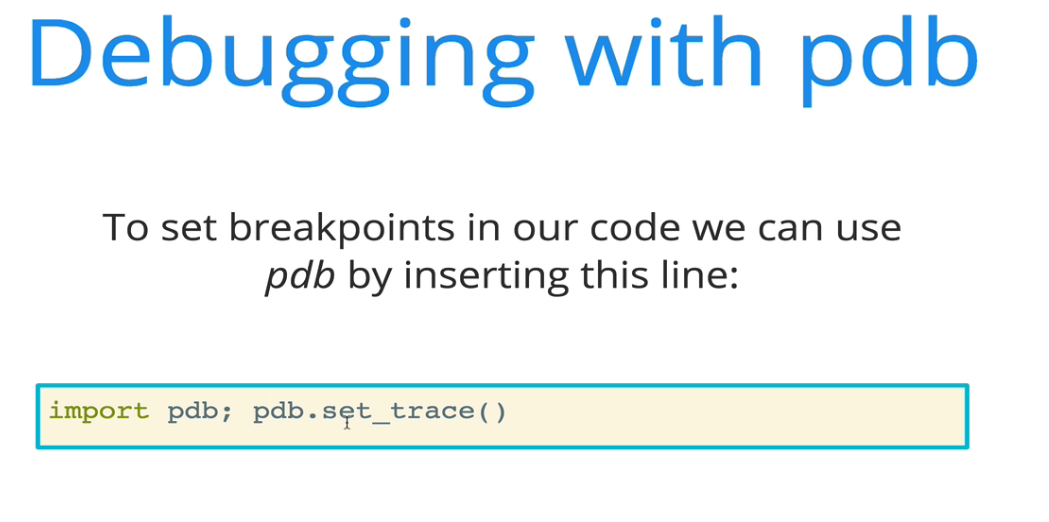 Debugging with pdb
To set breakpoints in our code we can use
pdb by inserting this line:
import pdb; pdb.set_trace()